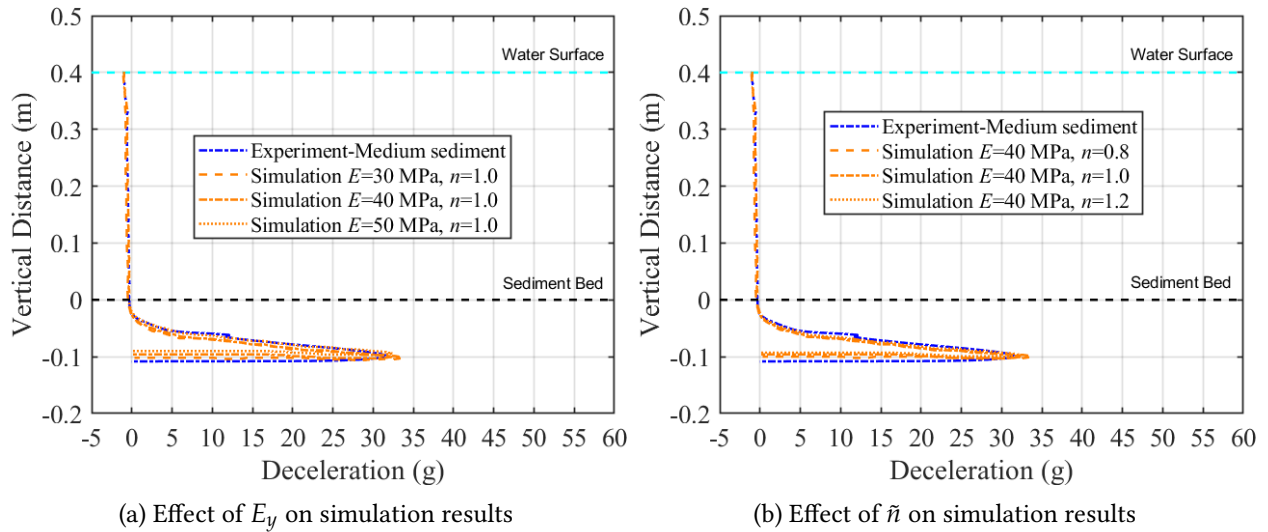 0.5
0.4
0.3
0.2
0.1
0
-0.1
-0.2
Vertical Distance (m)
Water Surface
Experiment-Medium sediment
Simulation E=30 MPa, n=1.0
Simulation E=40 MPa, n=1.0
Simulation E=50 MPa, n=1.0
Sediment Bed
-5 0 5 10 15 20 25 30 35 40 45 50 55 60
Deceleration (g)
(a) Effect of E_y on simulation results
0.5
0.4
0.3
0.2
0.1
0
-0.1
-0.2
Vertical Distance (m)
Water Surface
Experiment-Medium sediment
Simulation E=40 MPa, n=0.8
Simulation E=40 MPa, n=1.0
Simulation E=40 MPa, n=1.2
Sediment Bed
-5 0 5 10 15 20 25 30 35 40 45 50 55 60
Deceleration (g)
(b) Effect of ñ on simulation results